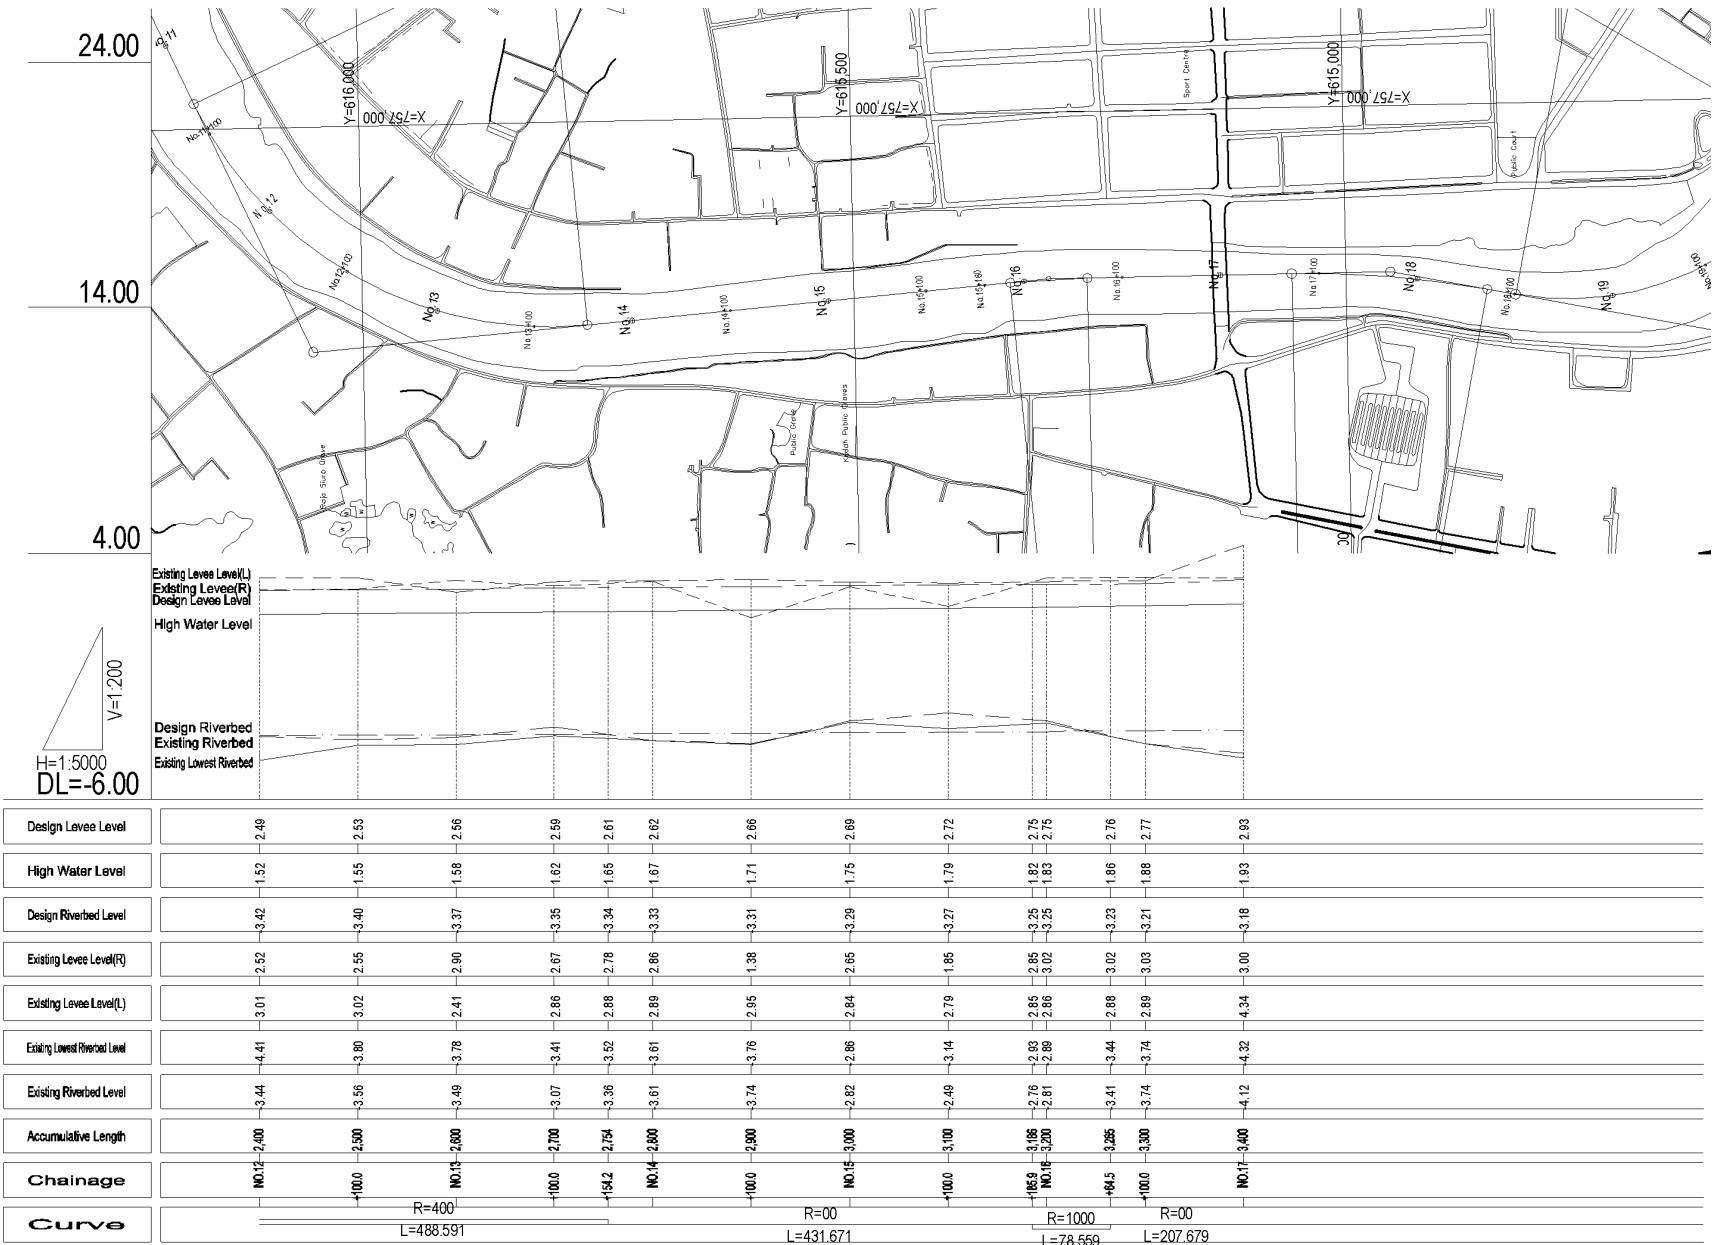 24.00
14.00
4.00
No.11
No.11+100
No.12
No.12+100
No.13
No.13+100
No.14
No.14+100
No.15
No.15+100
No.15+160
No.16
No.16+100
No.17
No.17+100
No.18
No.18+100
No.19
No.19+100
Y=616,000
X=757,000
Y=615,500
X=757,000
Y=615,000
X=757,000
Sport Centre
Public Court
Public Grave
Kedah Public Graves
Existing Levee Level(L)
Existing Levee(R)
Design Levee Level
High Water Level
V=1:200
Design Riverbed
Existing Riverbed
Existing Lowest Riverbed
H=1:5000
DL=-6.00
Design Levee Level 2.49 2.53 2.56 2.59 2.61 2.62 2.66 2.69 2.72 2.75 2.75 2.76 2.77 2.93
High Water Level 1.52 1.55 1.58 1.62 1.65 1.67 1.71 1.75 1.79 1.82 1.83 1.86 1.88 1.93
Design Riverbed Level -3.42 -3.40 -3.37 -3.35 -3.34 -3.33 -3.31 -3.29 -3.27 -3.25 -3.25 -3.23 -3.21 -3.18
Existing Levee Level(R) 2.52 2.55 2.90 2.67 2.78 2.86 1.38 2.65 1.85 2.85 3.02 3.02 3.03 3.00
Existing Levee Level(L) 3.01 3.02 2.41 2.86 2.88 2.89 2.95 2.84 2.79 2.85 2.86 2.88 2.89 4.34
Existing Lowest Riverbed Level -4.41 -3.80 -3.78 -3.41 -3.52 -3.61 -3.76 -2.86 -3.14 -2.93 -2.89 -3.44 -3.74 -4.32
Existing Riverbed Level -3.44 -3.56 -3.49 -3.07 -3.36 -3.61 -3.74 -2.82 -2.49 -2.76 -2.81 -3.41 -3.74 -4.12
Accumulative Length 2,400 2,500 2,600 2,700 2,754 2,800 2,900 3,000 3,100 3,186 3,200 3,265 3,300 3,400
Chainage NO.12 +100.0 NO.13 +100.0 +154.2 NO.14 +100.0 NO.15 +100.0 +185.9 NO.16 +64.5 +100.0 NO.17
Curve
R=400
L=488.591
R=00
L=431.671
R=1000
L=78.559
R=00
L=207.679